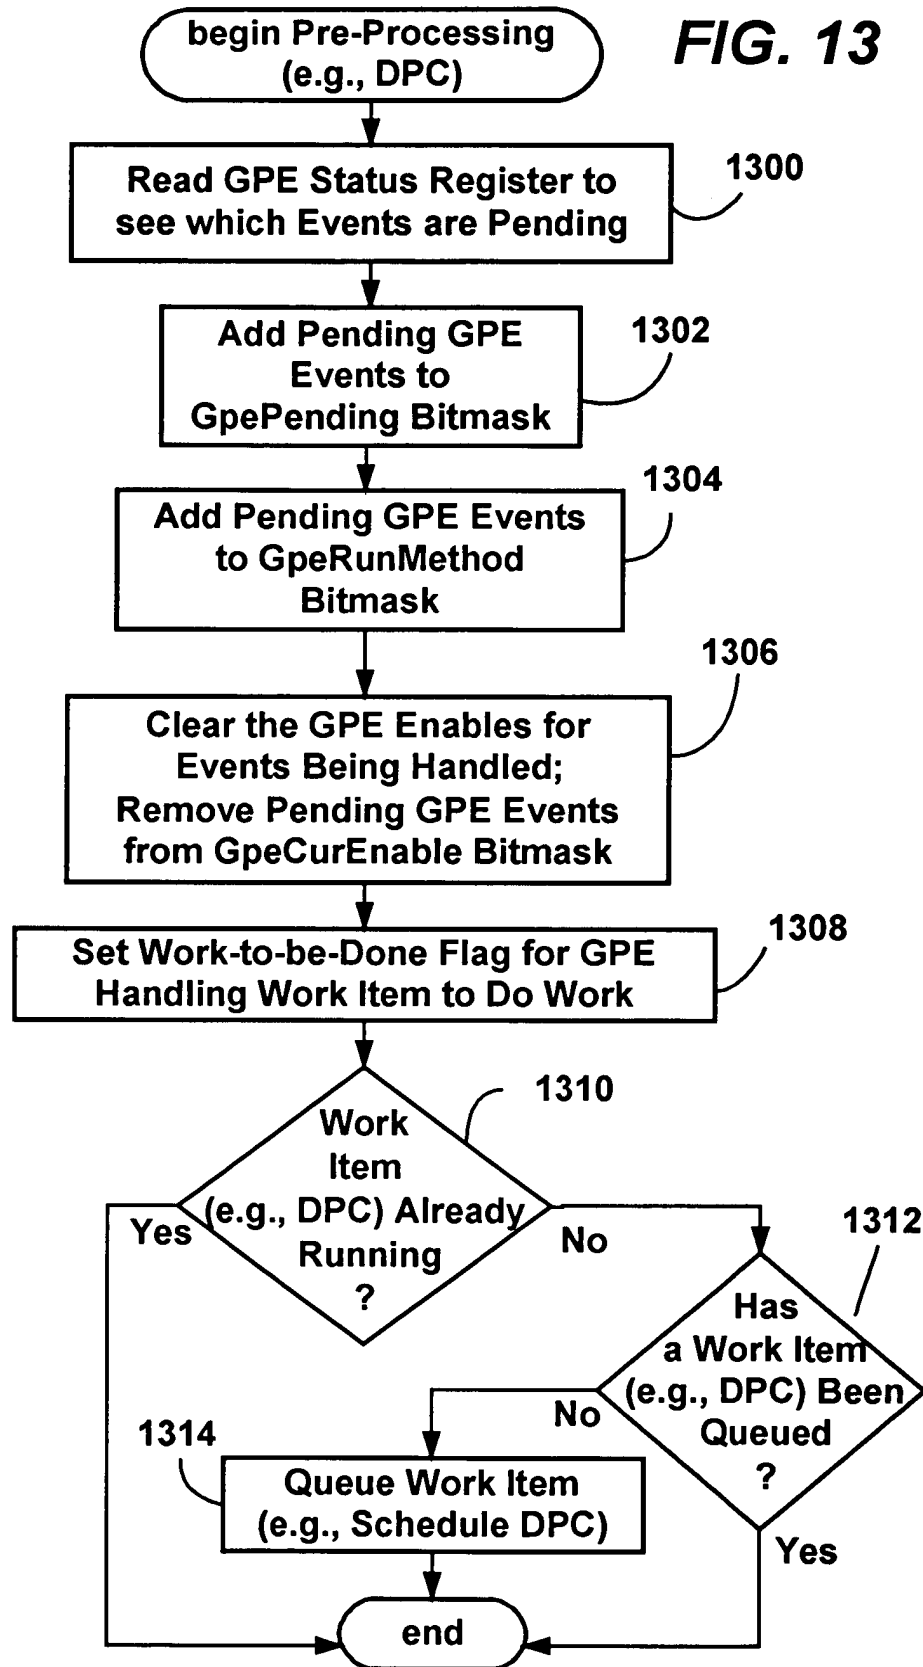 begin Pre-Processing
(e.g., DPC)
FIG. 13
Read GPE Status Register to
see which Events are Pending
1300
Add Pending GPE
Events to
GpePending Bitmask
1302
Add Pending GPE Events
to GpeRunMethod
Bitmask
1304
Clear the GPE Enables for
Events Being Handled;
Remove Pending GPE Events
from GpeCurEnable Bitmask
1306
Set Work-to-be-Done Flag for GPE
Handling Work Item to Do Work
1308
Work
Item
(e.g., DPC) Already
Running
?
1310
Yes
No
Has
a Work Item
(e.g., DPC) Been
Queued
?
1312
No
Yes
1314
Queue Work Item
(e.g., Schedule DPC)
end